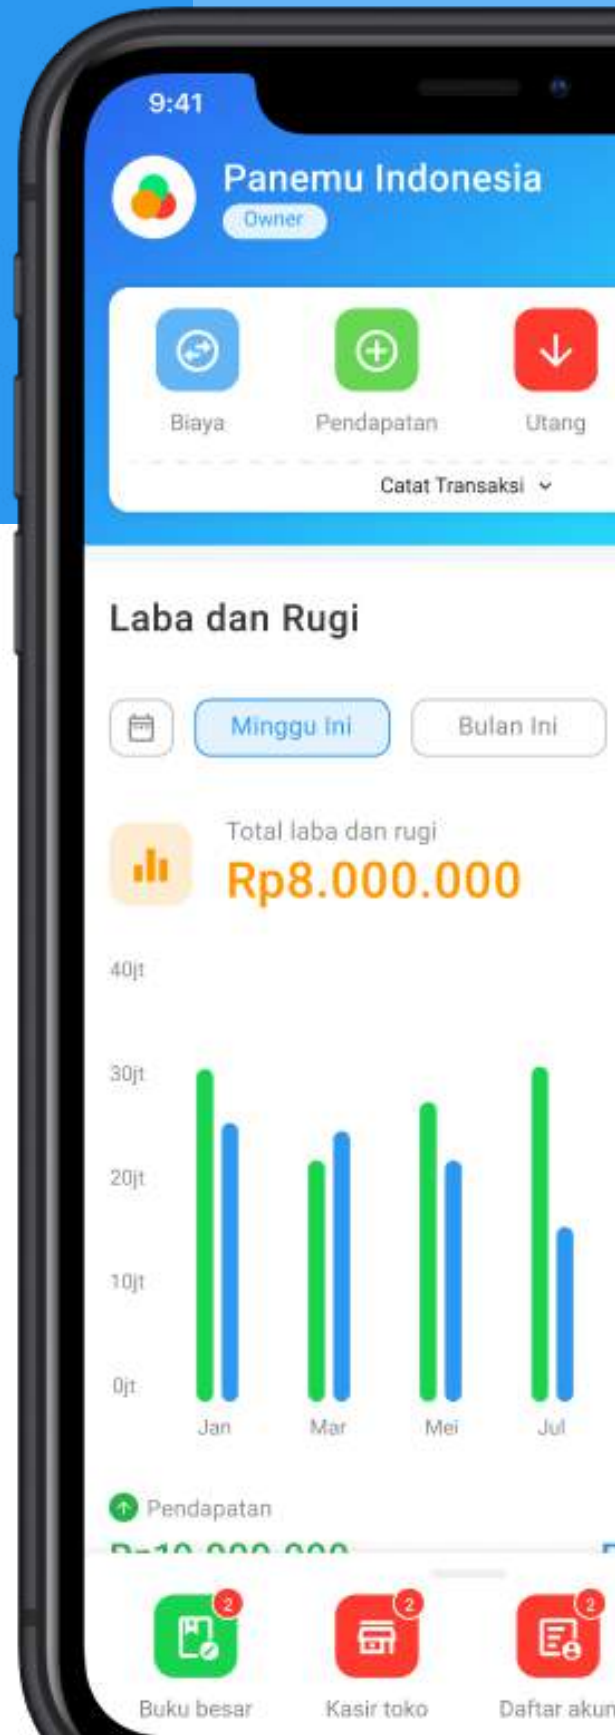 9:41
Panemu Indonesia
Owner
Biaya
Pendapatan
Utang
Catat Transaksi
Laba dan Rugi
Minggu Ini
Bulan Ini
Total laba dan rugi
Rp8.000.000
40jt
30jt
20jt
10jt
0jt
Jan
Mar
Mei
Jul
Pendapatan
2
2
2
Buku besar
Kasir toko
Daftar akun